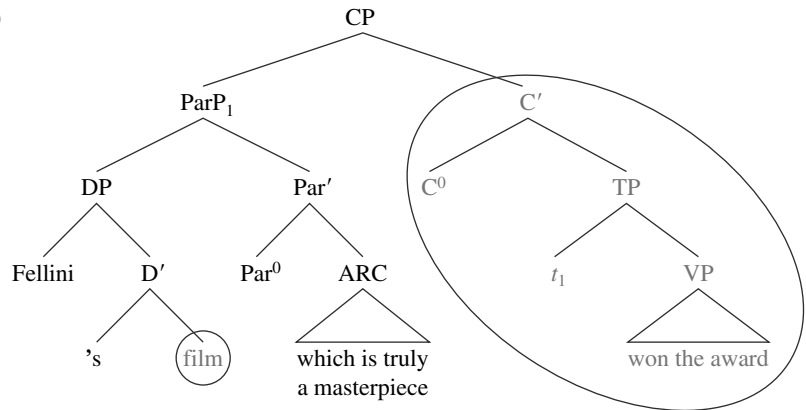 )
CP
ParP₁ C′
DP Par′ C⁰ TP
Fellini D′ Par⁰ ARC t₁ VP
’s film which is truly won the award
a masterpiece